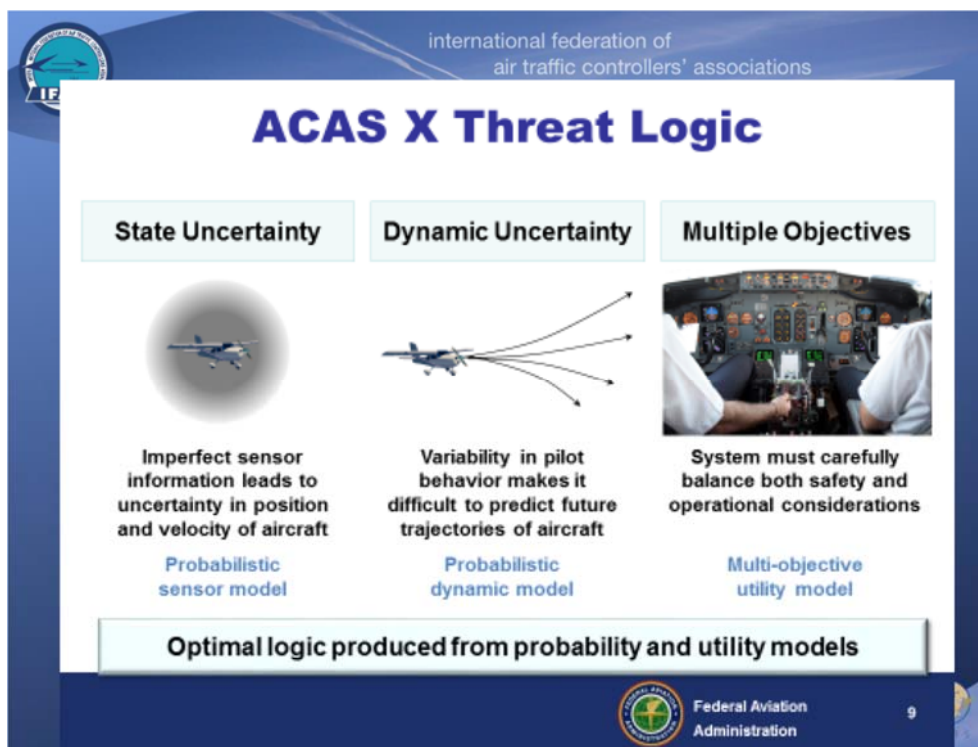 international federation of
air traffic controllers' associations
IFA
ACAS X Threat Logic
State Uncertainty
Dynamic Uncertainty
Multiple Objectives
Imperfect sensor
information leads to
uncertainty in position
and velocity of aircraft
Probabilistic
sensor model
Variability in pilot
behavior makes it
difficult to predict future
trajectories of aircraft
Probabilistic
dynamic model
System must carefully
balance both safety and
operational considerations
Multi-objective
utility model
Optimal logic produced from probability and utility models
Federal Aviation
Administration
9